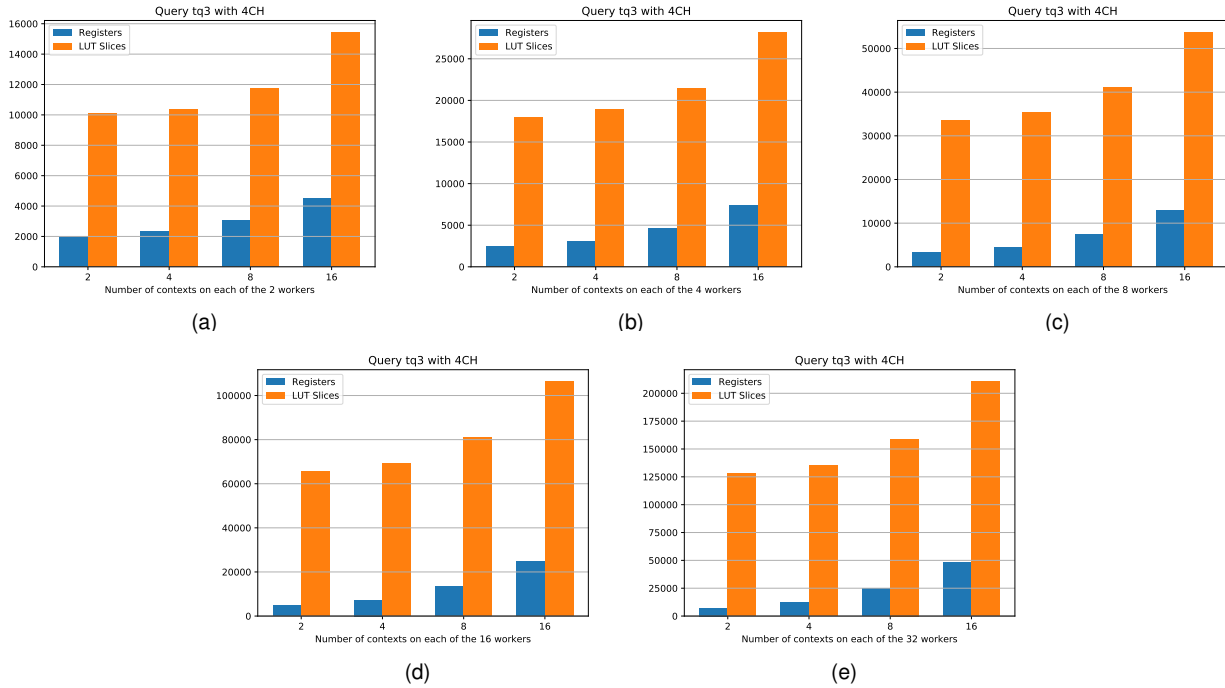 Query tq3 with 4CH
Registers
LUT Slices
16000
14000
12000
10000
8000
6000
4000
2000
0
2 4 8 16
Number of contexts on each of the 2 workers
(a)
Query tq3 with 4CH
Registers
LUT Slices
25000
20000
15000
10000
5000
0
2 4 8 16
Number of contexts on each of the 4 workers
(b)
Query tq3 with 4CH
Registers
LUT Slices
50000
40000
30000
20000
10000
0
2 4 8 16
Number of contexts on each of the 8 workers
(c)
Query tq3 with 4CH
Registers
LUT Slices
100000
80000
60000
40000
20000
0
2 4 8 16
Number of contexts on each of the 16 workers
(d)
Query tq3 with 4CH
Registers
LUT Slices
200000
175000
150000
125000
100000
75000
50000
25000
0
2 4 8 16
Number of contexts on each of the 32 workers
(e)